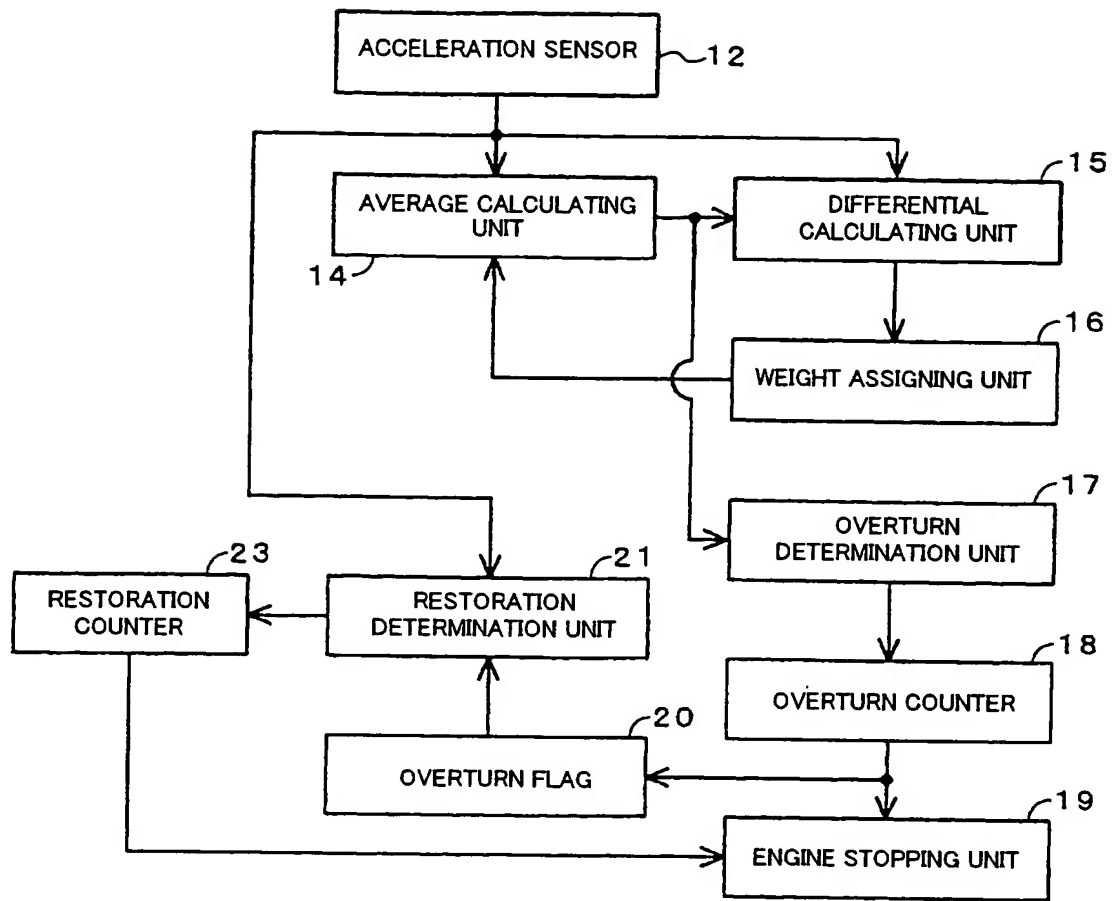 ACCELERATION SENSOR
12
AVERAGE CALCULATING
UNIT
14
15
DIFFERENTIAL
CALCULATING UNIT
16
WEIGHT ASSIGNING UNIT
17
OVERTURN
DETERMINATION UNIT
23
RESTORATION
COUNTER
21
RESTORATION
DETERMINATION UNIT
18
OVERTURN COUNTER
20
OVERTURN FLAG
19
ENGINE STOPPING UNIT